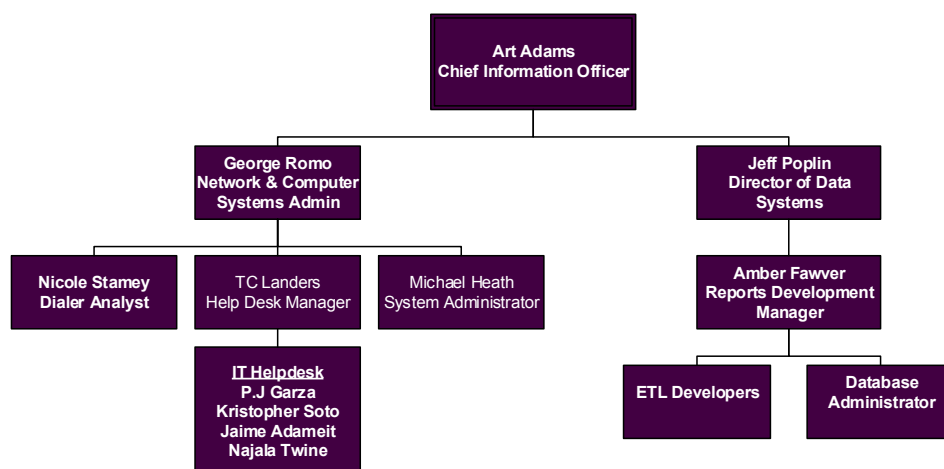 Art Adams
Chief Information Officer
George Romo
Network & Computer
Systems Admin
Jeff Poplin
Director of Data
Systems
Nicole Stamey
Dialer Analyst
TC Landers
Help Desk Manager
Michael Heath
System Administrator
Amber Fawver
Reports Development
Manager
IT Helpdesk
P.J Garza
Kristopher Soto
Jaime Adameit
Najala Twine
ETL Developers
Database
Administrator